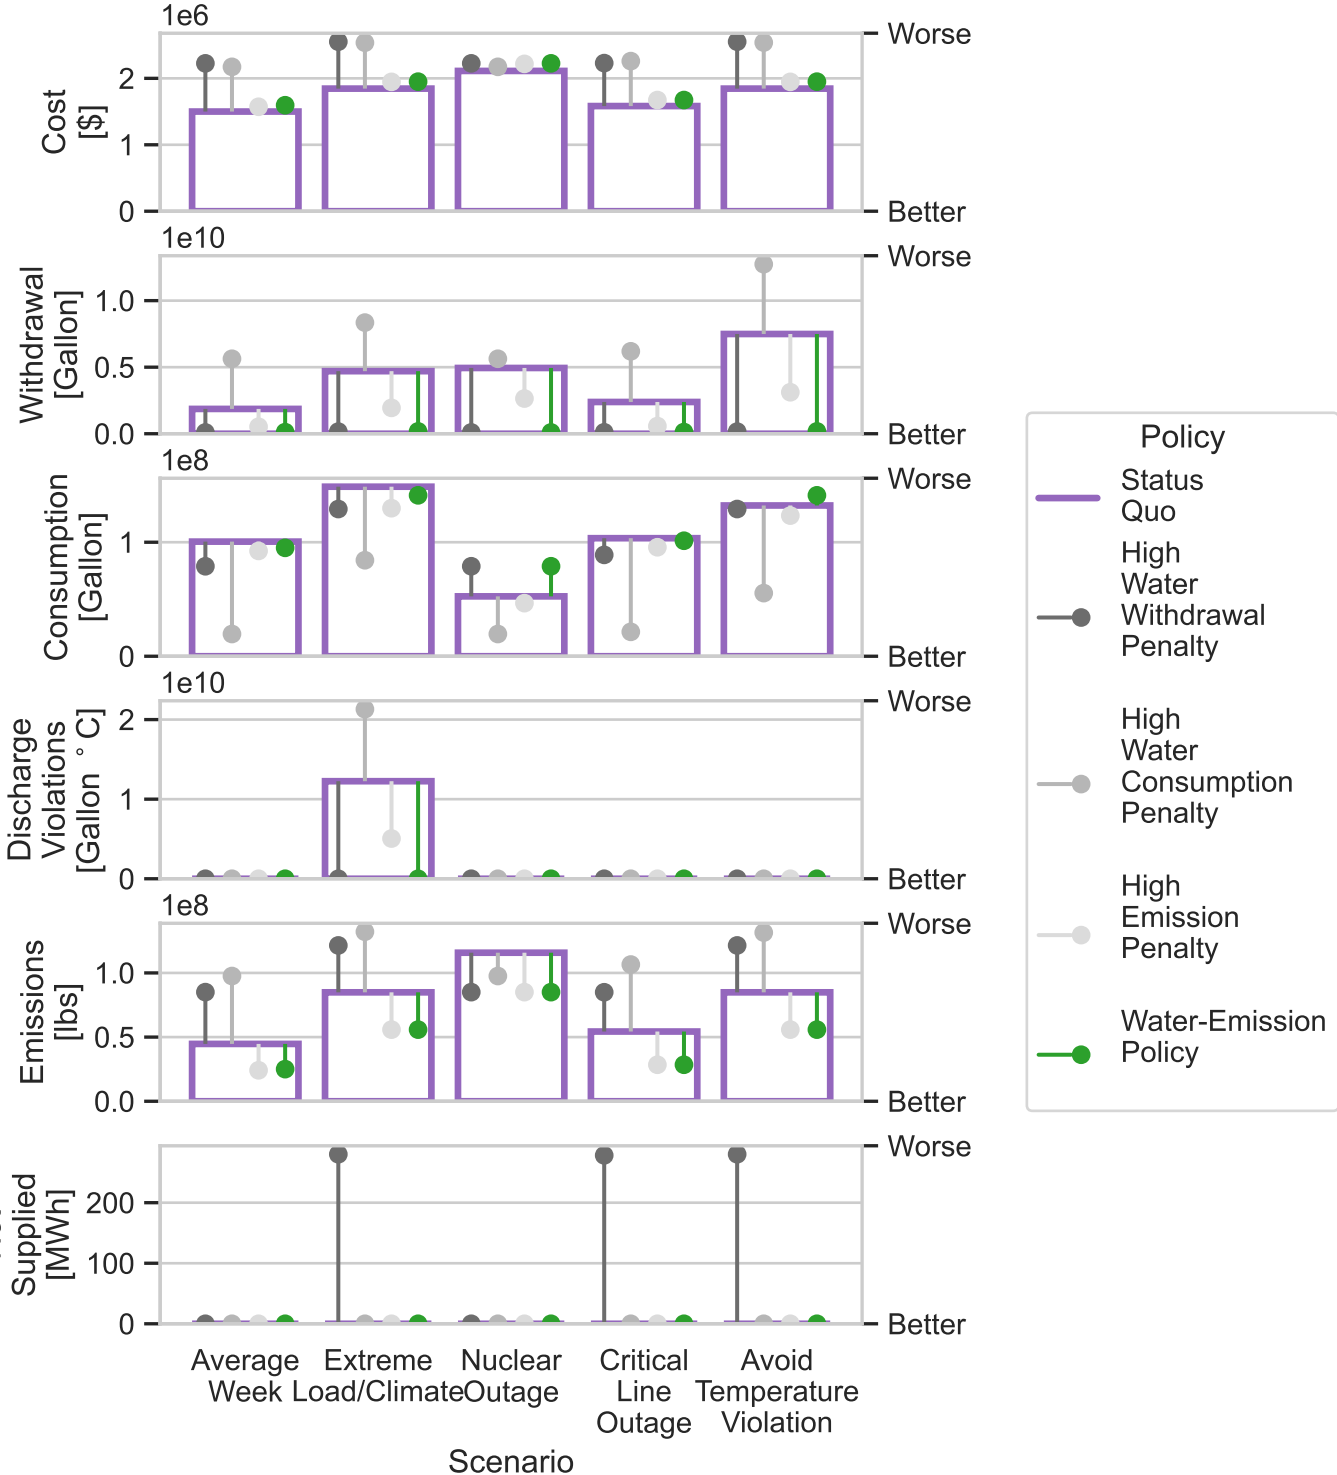 1e6
Worse
Cost
[$]
2
1
0
Better
1e10
Worse
Withdrawal
[Gallon]
1.0
0.5
0.0
Better
1e8
Worse
Consumption
[Gallon]
1
0
Better
1e10
Worse
Discharge
Violations
[Gallon °C]
2
1
0
Better
1e8
Worse
Emissions
[lbs]
1.0
0.5
0.0
Better
Worse
Supplied
[MWh]
200
100
0
Better
Average
Week
Extreme
Load/Climate
Nuclear
Outage
Critical
Line
Outage
Avoid
Temperature
Violation
Scenario
Policy
Status
Quo
High
Water
Withdrawal
Penalty
High
Water
Consumption
Penalty
High
Emission
Penalty
Water-Emission
Policy